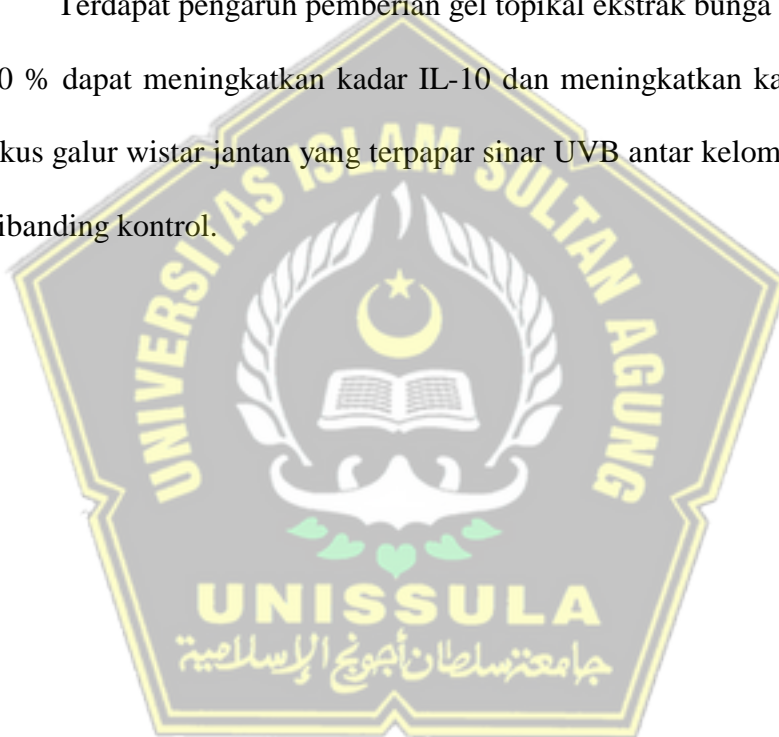 Terdapat pengaruh pemberian gel topikal ekstrak bunga
0 % dapat meningkatkan kadar IL-10 dan meningkatkan ka
kus galur wistar jantan yang terpapar sinar UVB antar kelom
ibanding kontrol.
UNIVERSITAS ISLAM SULTAN AGUNG
UNISSULA
جامعته سلطان أجونج الإسلامية